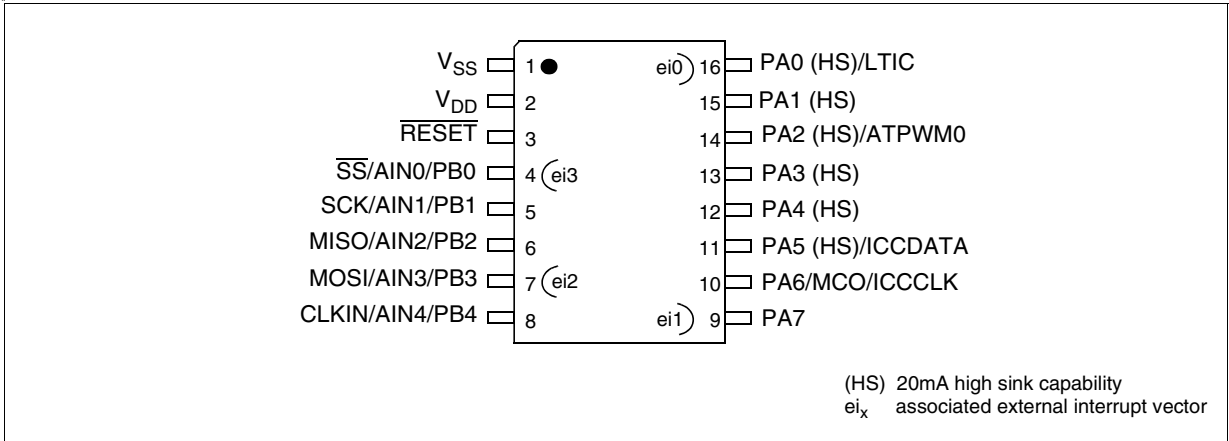 V_SS 1 ei0 16 PA0 (HS)/LTIC
V_DD 2 15 PA1 (HS)
RESET 3 14 PA2 (HS)/ATPWM0
SS/AIN0/PB0 4 ei3 13 PA3 (HS)
SCK/AIN1/PB1 5 12 PA4 (HS)
MISO/AIN2/PB2 6 11 PA5 (HS)/ICCDATA
MOSI/AIN3/PB3 7 ei2 10 PA6/MCO/ICCCLK
CLKIN/AIN4/PB4 8 ei1 9 PA7
(HS) 20mA high sink capability
ei_x associated external interrupt vector